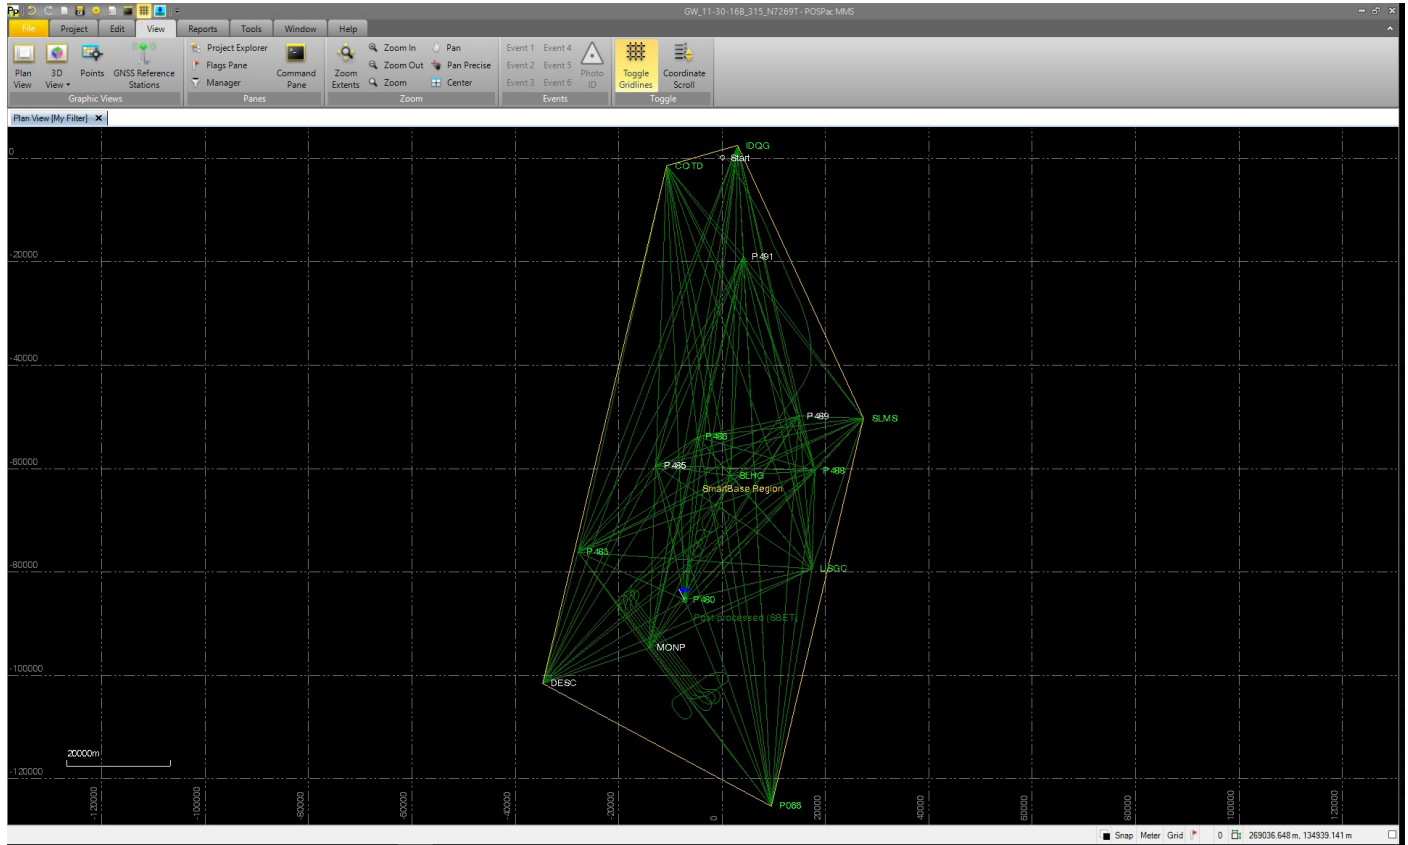 GW_11-30-16B_315_N7269T - POSPac MMS
File Project Edit View Reports Tools Window Help
Plan View
3D View
Points
GNSS Reference Stations
Graphic Views
Project Explorer
Flags Pane
Manager
Command Pane
Panes
Zoom Extents
Zoom In
Zoom Out
Zoom
Pan
Pan Precise
Center
Zoom
Event 1 Event 4
Event 2 Event 5
Event 3 Event 6
Photo ID
Events
Toggle Gridlines
Coordinate Scroll
Toggle
Plan View [My Filter]
IDQG
Start
COTD
0
P491
-20000
-40000
P489
SLMS
P486
-60000
P485
P488
SLHG
SmartBase Region
P483
-80000
USGC
P480
Post-processed (SBET)
MONP
-100000
DESC
20000m
-120000
P066
-120000 -100000 -80000 -60000 -40000 -20000 0 20000 40000 60000 80000 100000 120000
Snap Meter Grid 0 269036.648 m, 134939.141 m